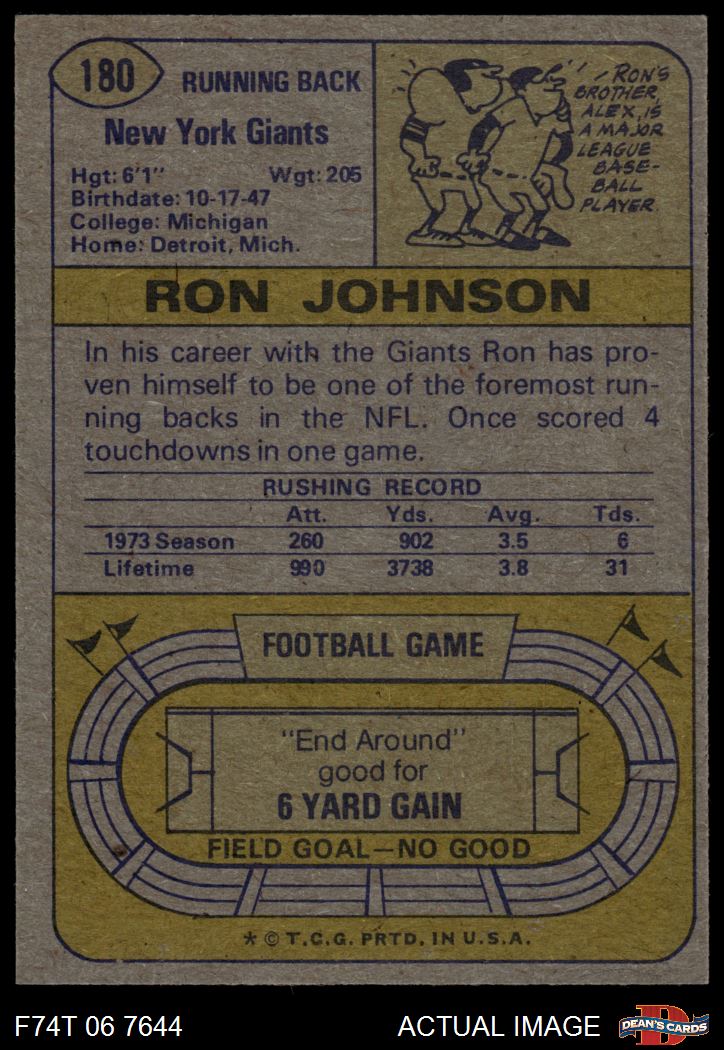 180
RUNNING BACK
New York Giants
Hgt: 6'1" Wgt: 205
Birthdate: 10-17-47
College: Michigan
Home: Detroit, Mich.
RON'S
BROTHER,
ALEX, IS
A MAJOR
LEAGUE
BASE-
BALL
PLAYER.
RON JOHNSON
In his career with the Giants Ron has pro-
ven himself to be one of the foremost run-
ning backs in the NFL. Once scored 4
touchdowns in one game.
RUSHING RECORD
Att. Yds. Avg. Tds.
1973 Season 260 902 3.5 6
Lifetime 990 3738 3.8 31
FOOTBALL GAME
"End Around"
good for
6 YARD GAIN
FIELD GOAL—NO GOOD
* © T.C.G. PRTD. IN U.S.A.
F74T 06 7644 ACTUAL IMAGE
D
DEAN'S CARDS